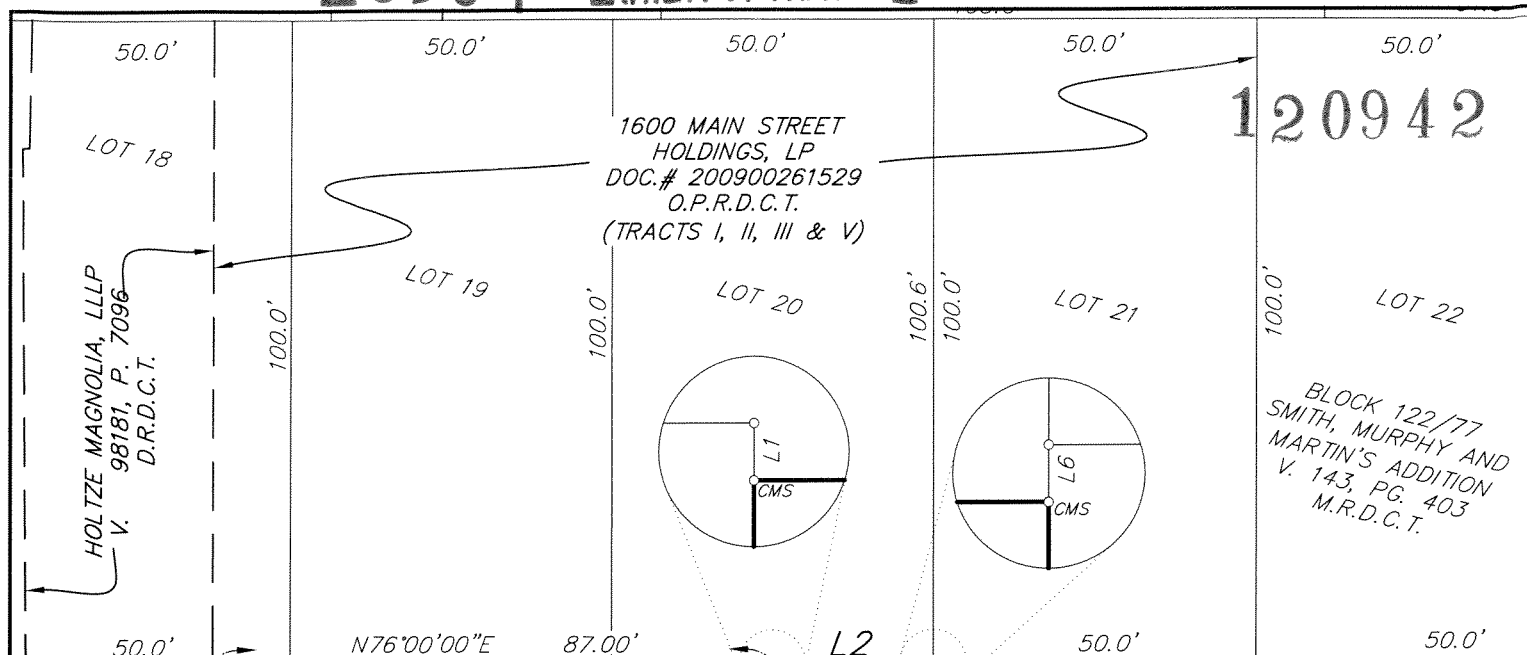 50.0'
50.0'
50.0'
50.0'
50.0'
120942
1600 MAIN STREET
HOLDINGS, LP
DOC.# 200900261529
O.P.R.D.C.T.
(TRACTS I, II, III & V)
LOT 18
LOT 19
LOT 20
LOT 21
LOT 22
HOLTZE MAGNOLIA, LLLP
V. 98181, P. 7096
D.R.D.C.T.
100.0'
100.0'
100.6'
100.0'
100.0'
L1
CMS
L6
CMS
BLOCK 122/77
SMITH, MURPHY AND
MARTIN'S ADDITION
V. 143, PG. 403
M.R.D.C.T.
50.0'
N76°00'00"E 87.00'
L2
50.0'
50.0'